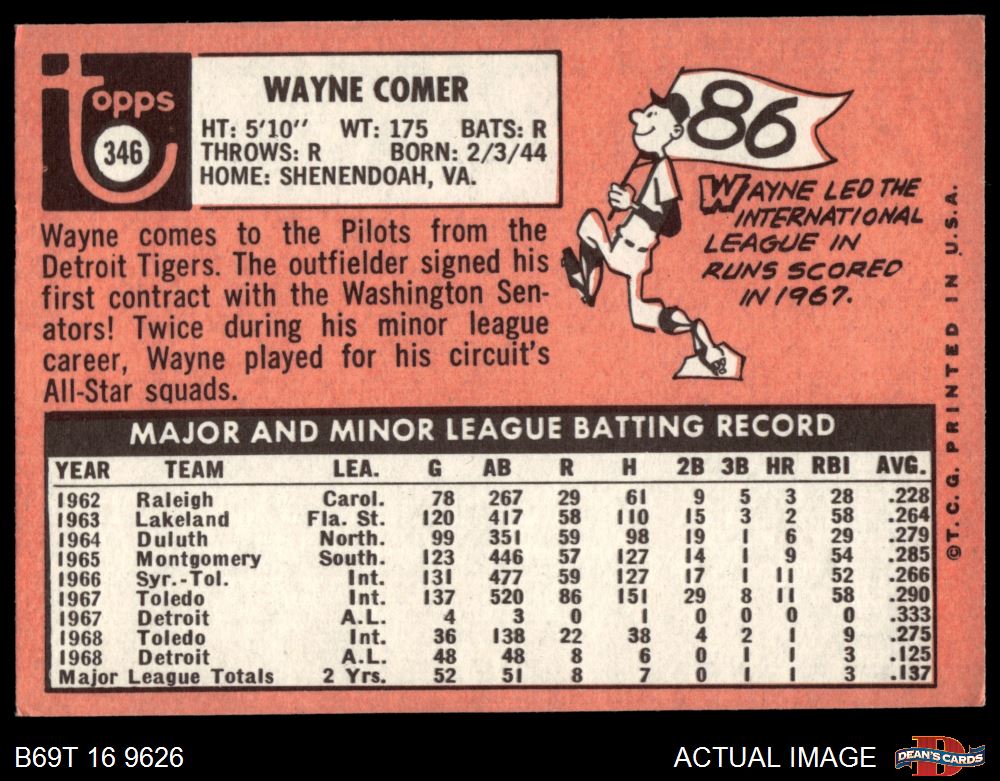 Topps
346
WAYNE COMER
HT: 5'10'' WT: 175 BATS: R
THROWS: R BORN: 2/3/44
HOME: SHENENDOAH, VA.
86
WAYNE LED THE
INTERNATIONAL
LEAGUE IN
RUNS SCORED
IN 1967.
Wayne comes to the Pilots from the
Detroit Tigers. The outfielder signed his
first contract with the Washington Sen-
ators! Twice during his minor league
career, Wayne played for his circuit's
All-Star squads.
MAJOR AND MINOR LEAGUE BATTING RECORD
YEAR TEAM LEA. G AB R H 2B 3B HR RBI AVG.
1962 Raleigh Carol. 78 267 29 61 9 5 3 28 .228
1963 Lakeland Fla. St. 120 417 58 110 15 3 2 58 .264
1964 Duluth North. 99 351 59 98 19 1 6 29 .279
1965 Montgomery South. 123 446 57 127 14 1 9 54 .285
1966 Syr.-Tol. Int. 131 477 59 127 17 1 11 52 .266
1967 Toledo Int. 137 520 86 151 29 8 11 58 .290
1967 Detroit A.L. 4 3 0 1 0 0 0 0 .333
1968 Toledo Int. 36 138 22 38 4 2 1 9 .275
1968 Detroit A.L. 48 48 8 6 0 1 1 3 .125
Major League Totals 2 Yrs. 52 51 8 7 0 1 1 3 .137
©T.C.G. PRINTED IN U.S.A.
B69T 16 9626
ACTUAL IMAGE
D
DEAN'S CARDS